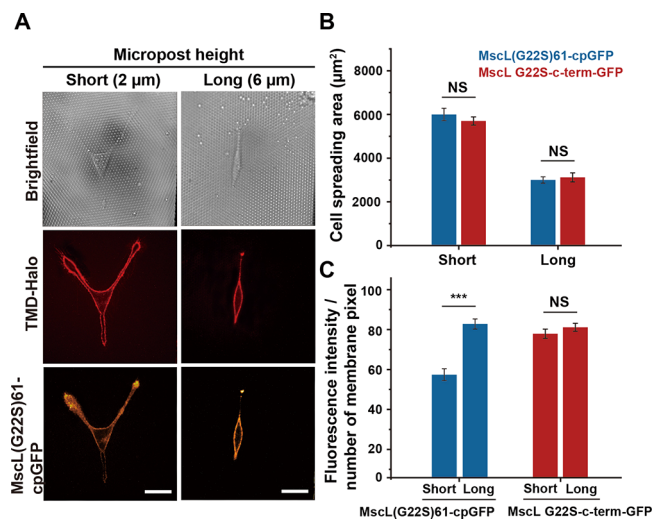 A
Micropost height
Short (2 µm) Long (6 µm)
Brightfield
TMD-Halo
MscL(G22S)61-
cpGFP
B
MscL(G22S)61-cpGFP
MscL G22S-c-term-GFP
Cell spreading area (µm²)
8000
6000
4000
2000
0
NS
NS
Short Long
C
Fluorescence intensity /
number of membrane pixel
100
80
60
40
20
0
***
NS
Short Long Short Long
MscL(G22S)61-cpGFP MscL G22S-c-term-GFP